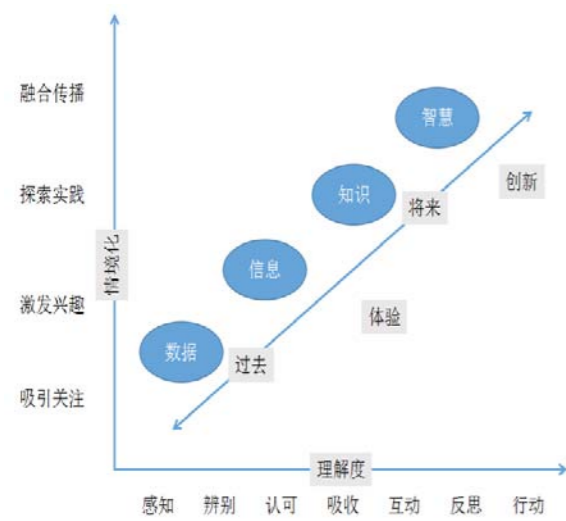 融合传播
智慧
创新
探索实践
知识
将来
情境化
信息
激发兴趣
体验
数据
过去
吸引关注
理解度
感知 辨别 认可 吸收 互动 反思 行动